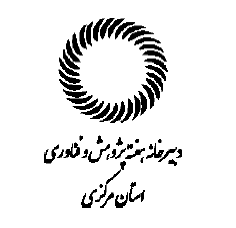 دبیرخانه هفته پژوهش و فناوری
استان مرکزی